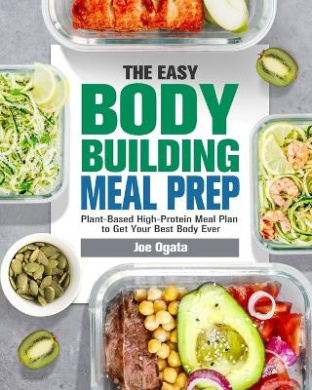 THE EASY
BODY
BUILDING
MEAL PREP
Plant-Based High-Protein Meal Plan
to Get Your Best Body Ever
Joe Ogata